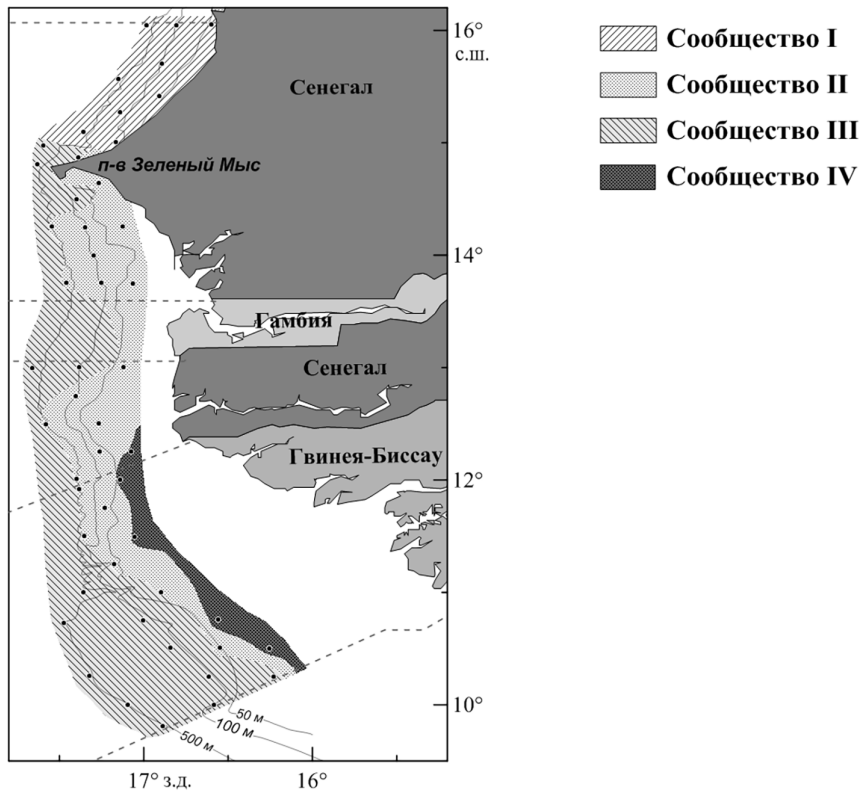 16°
с.ш.
Сообщество I
Сенегал
Сообщество II
Сообщество III
п-в Зеленый Мыс
Сообщество IV
14°
Гамбия
Сенегал
Гвинея-Биссау
12°
10°
50 м
100 м
500 м
17° з.д.
16°